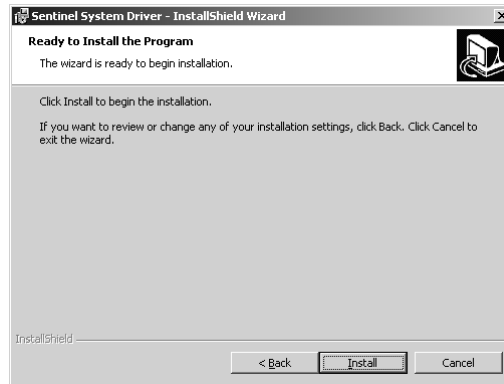 Sentinel System Driver - InstallShield Wizard
Ready to Install the Program
The wizard is ready to begin installation.
Click Install to begin the installation.
If you want to review or change any of your installation settings, click Back. Click Cancel to
exit the wizard.
InstallShield
< Back Install Cancel